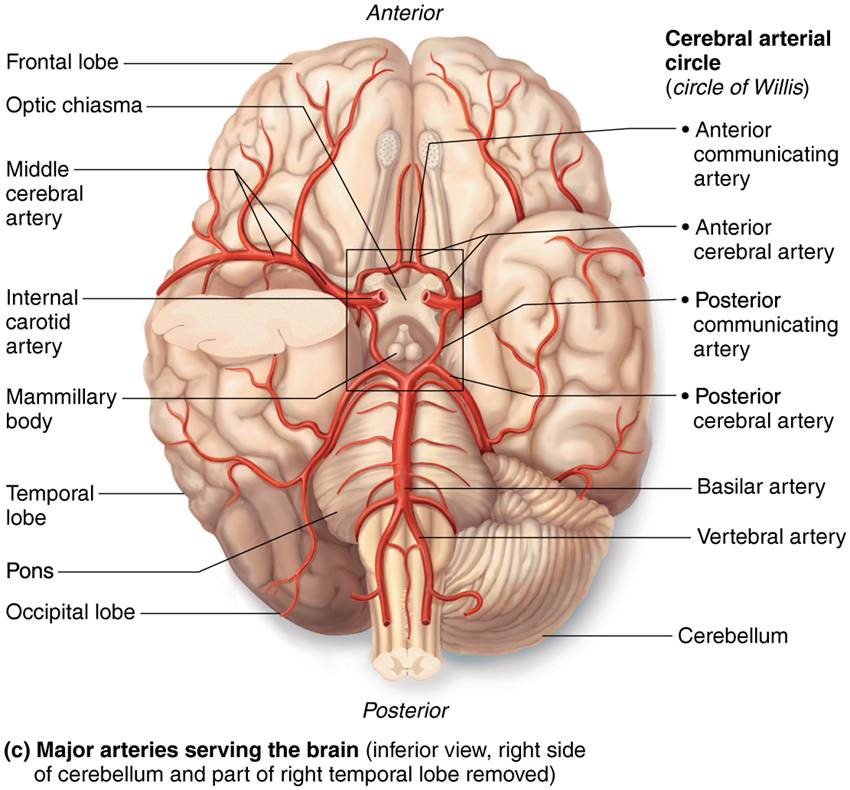 Anterior
Cerebral arterial
circle
(circle of Willis)
Frontal lobe
Optic chiasma
• Anterior
communicating
artery
Middle
cerebral
artery
• Anterior
cerebral artery
Internal
carotid
artery
• Posterior
communicating
artery
Mammillary
body
• Posterior
cerebral artery
Temporal
lobe
Basilar artery
Vertebral artery
Pons
Occipital lobe
Cerebellum
Posterior
(c) Major arteries serving the brain (inferior view, right side
of cerebellum and part of right temporal lobe removed)